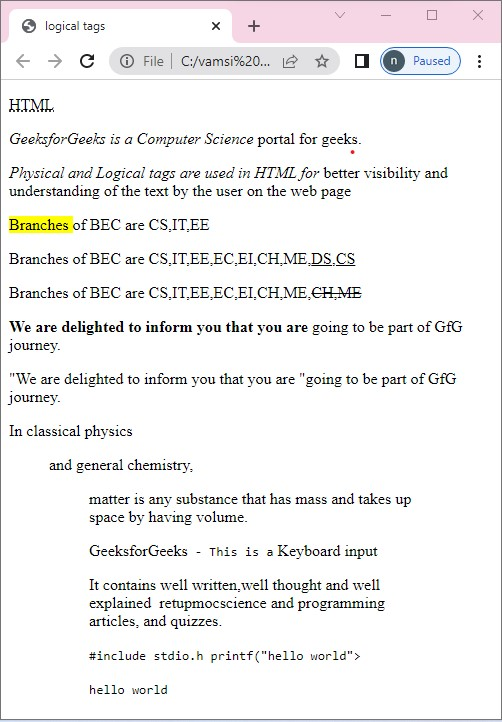 logical tags
File | C:/vamsi%20... n Paused
HTML
GeeksforGeeks is a Computer Science portal for geeks.
Physical and Logical tags are used in HTML for better visibility and
understanding of the text by the user on the web page
Branches of BEC are CS,IT,EE
Branches of BEC are CS,IT,EE,EC,EI,CH,ME,DS,CS
Branches of BEC are CS,IT,EE,EC,EI,CH,ME,CH,ME
We are delighted to inform you that you are going to be part of GfG
journey.
"We are delighted to inform you that you are "going to be part of GfG
journey.
In classical physics
and general chemistry,
matter is any substance that has mass and takes up
space by having volume.
GeeksforGeeks - This is a Keyboard input
It contains well written,well thought and well
explained retupmocscience and programming
articles, and quizzes.
#include stdio.h printf("hello world">
hello world